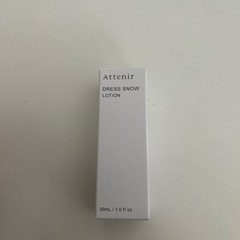 Attenir
DRESS SNOW
LOTION
30mL / 1.0 fl oz